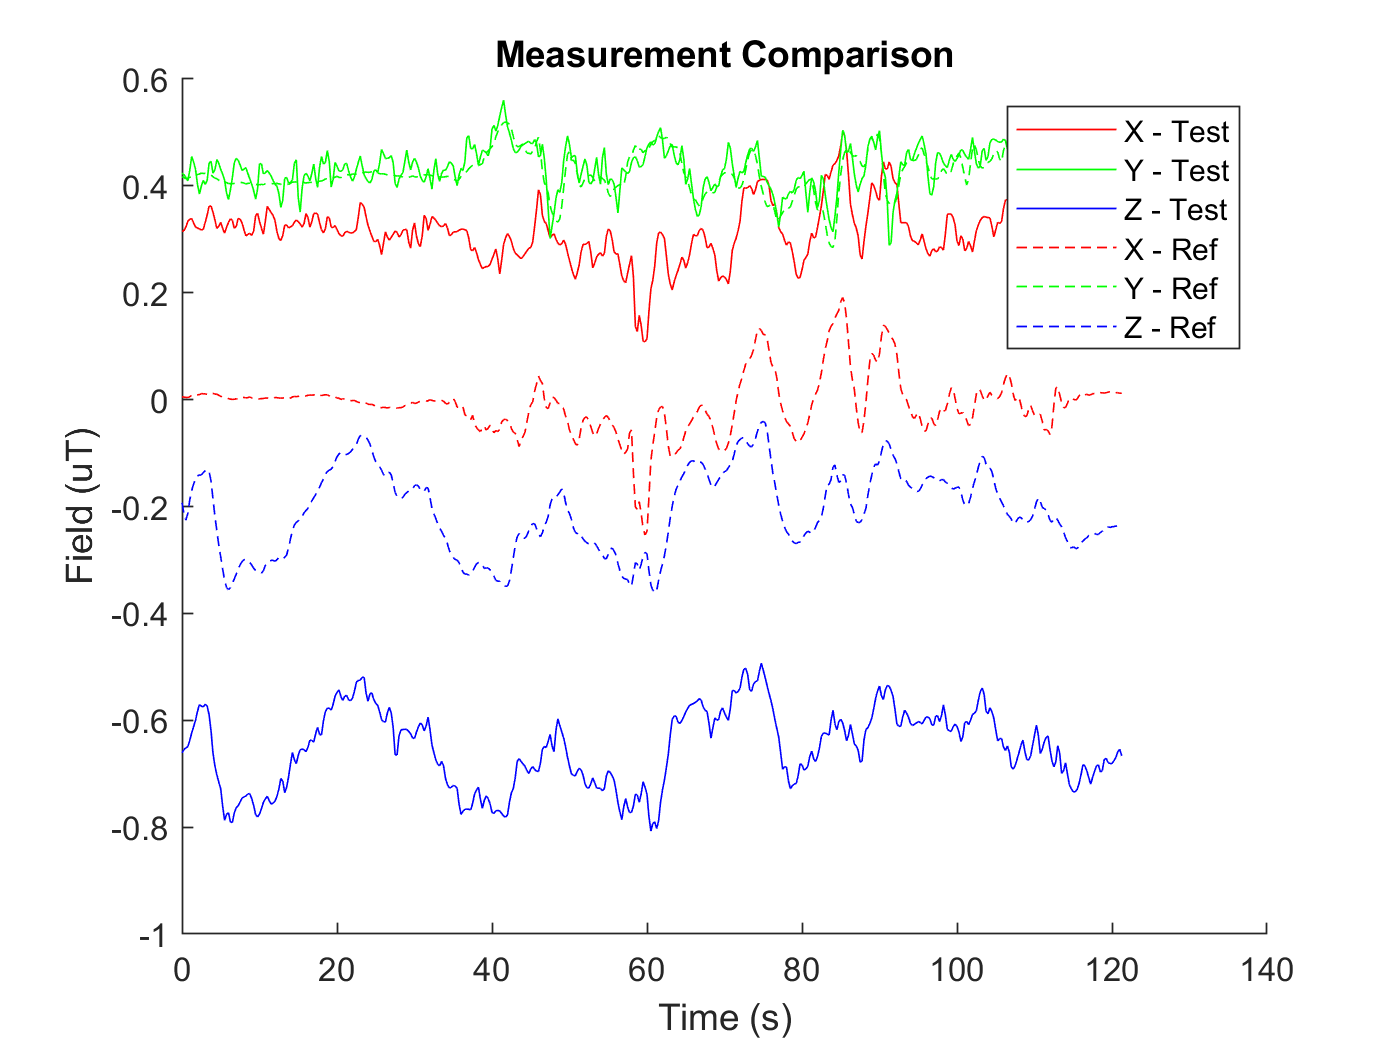 Measurement Comparison
0.6
0.4
0.2
0
-0.2
-0.4
-0.6
-0.8
-1
Field (uT)
0 20 40 60 80 100 120 140
Time (s)
X - Test
Y - Test
Z - Test
X - Ref
Y - Ref
Z - Ref